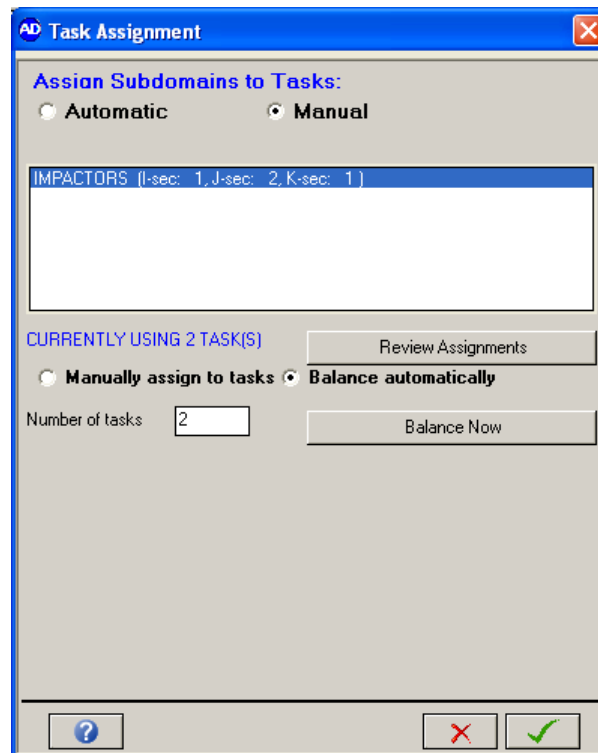 AD Task Assignment
Assign Subdomains to Tasks:
Automatic Manual
IMPACTORS (I-sec: 1, J-sec: 2, K-sec: 1 )
CURRENTLY USING 2 TASK(S) Review Assignments
Manually assign to tasks Balance automatically
Number of tasks 2 Balance Now
?